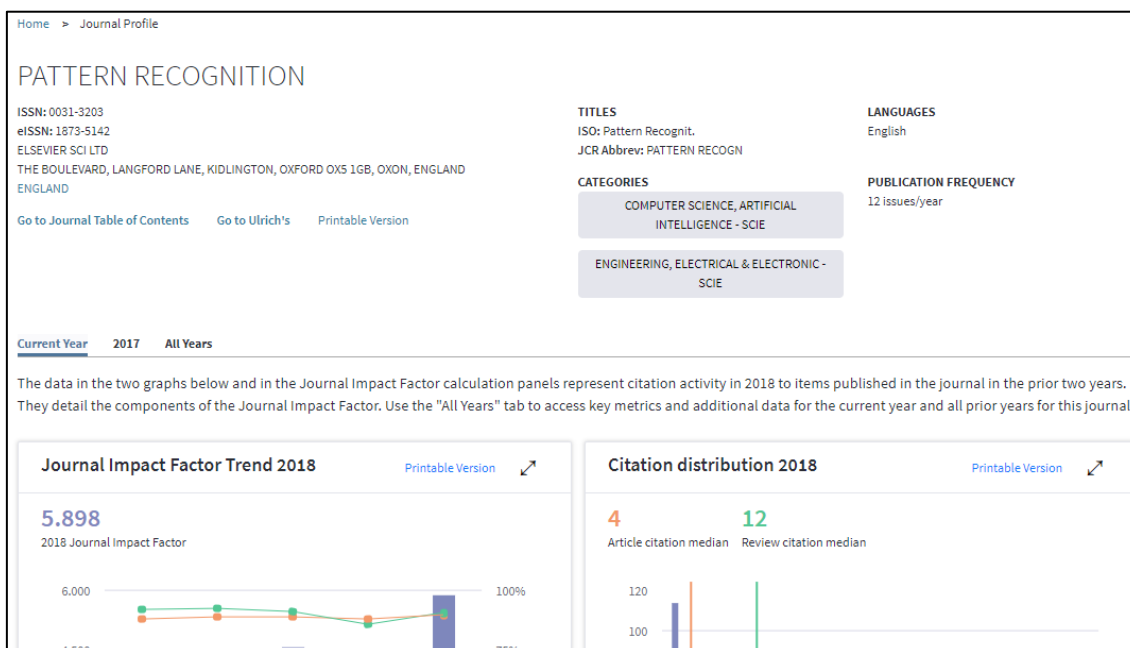 Home > Journal Profile
PATTERN RECOGNITION
ISSN: 0031-3203
eISSN: 1873-5142
ELSEVIER SCI LTD
THE BOULEVARD, LANGFORD LANE, KIDLINGTON, OXFORD OX5 1GB, OXON, ENGLAND
ENGLAND
Go to Journal Table of Contents Go to Ulrich's Printable Version
TITLES
ISO: Pattern Recognit.
JCR Abbrev: PATTERN RECOGN
LANGUAGES
English
CATEGORIES
COMPUTER SCIENCE, ARTIFICIAL
INTELLIGENCE - SCIE
ENGINEERING, ELECTRICAL & ELECTRONIC -
SCIE
PUBLICATION FREQUENCY
12 issues/year
Current Year 2017 All Years
The data in the two graphs below and in the Journal Impact Factor calculation panels represent citation activity in 2018 to items published in the journal in the prior two years.
They detail the components of the Journal Impact Factor. Use the "All Years" tab to access key metrics and additional data for the current year and all prior years for this journal
Journal Impact Factor Trend 2018 Printable Version
5.898
2018 Journal Impact Factor
6.000 100%
Citation distribution 2018 Printable Version
4 12
Article citation median Review citation median
120
100